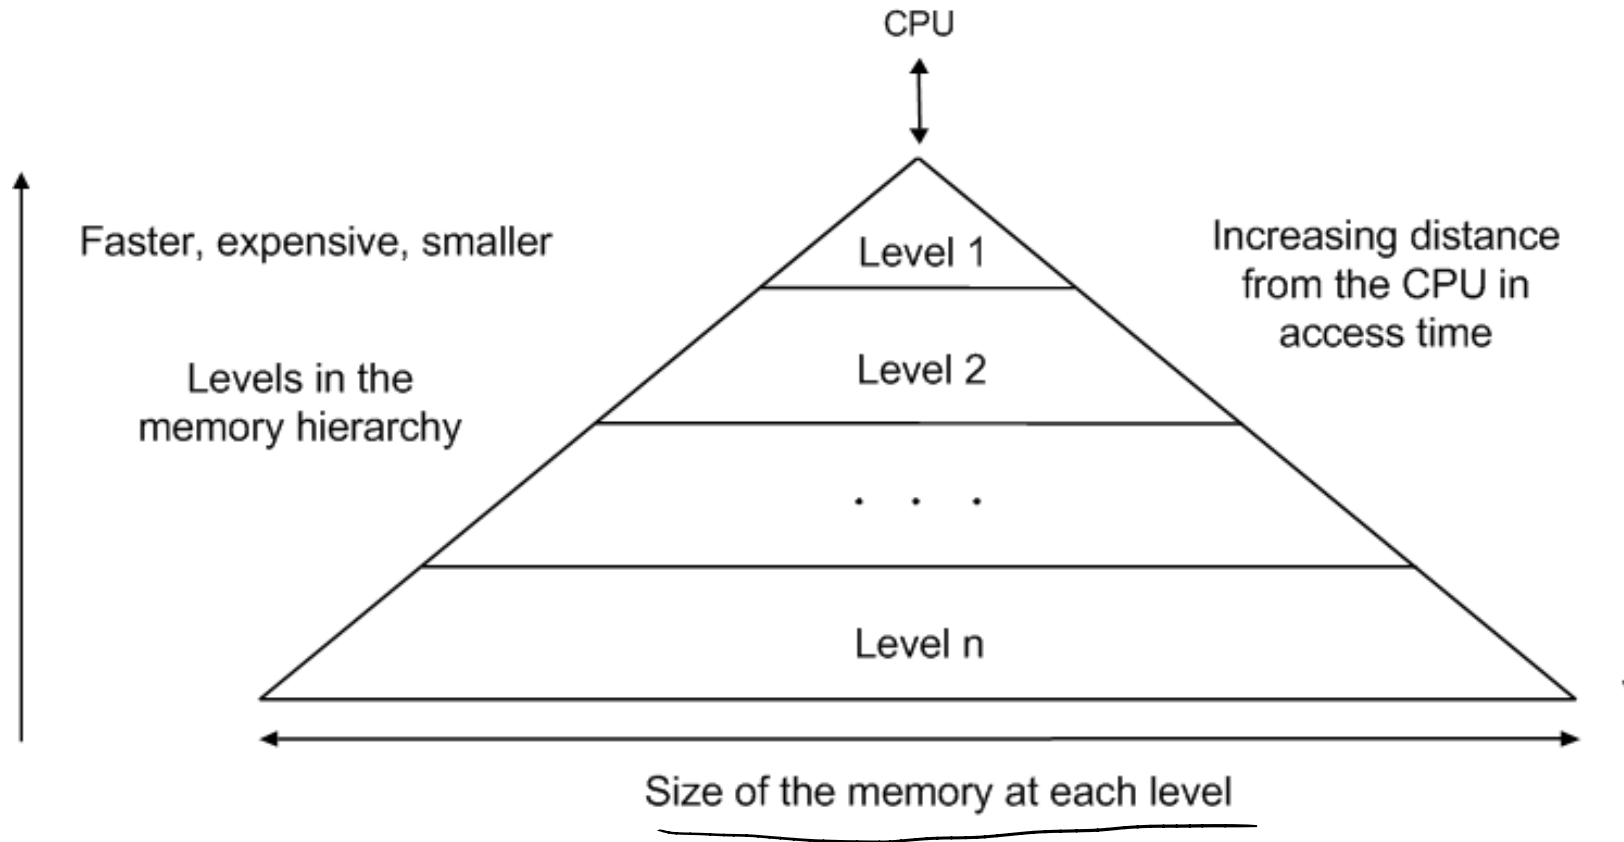 CPU
Faster, expensive, smaller
Increasing distance
from the CPU in
access time
Level 1
Levels in the
memory hierarchy
Level 2
. . .
Level n
Size of the memory at each level